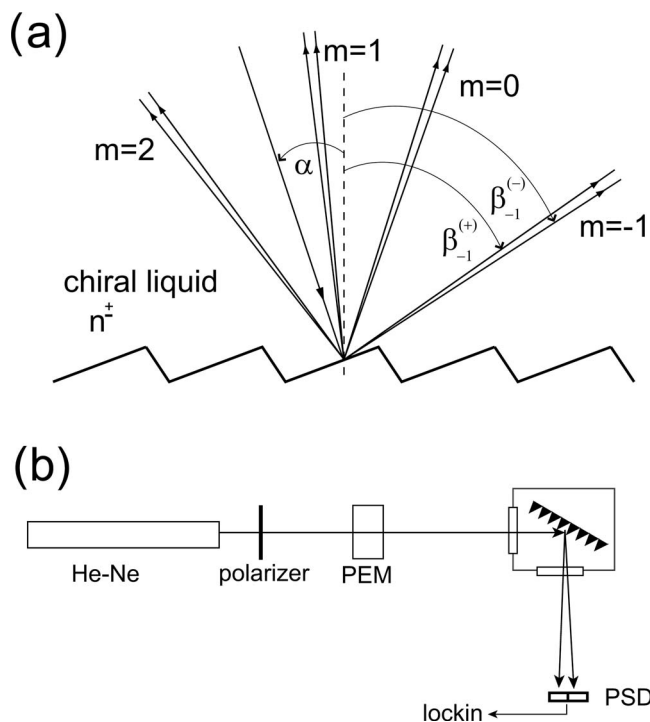 (a)
m=1
m=0
m=2
α
β₋₁⁽⁺⁾
β₋₁⁽⁻⁾
m=-1
chiral liquid
n±
(b)
He-Ne
polarizer
PEM
PSD
lockin